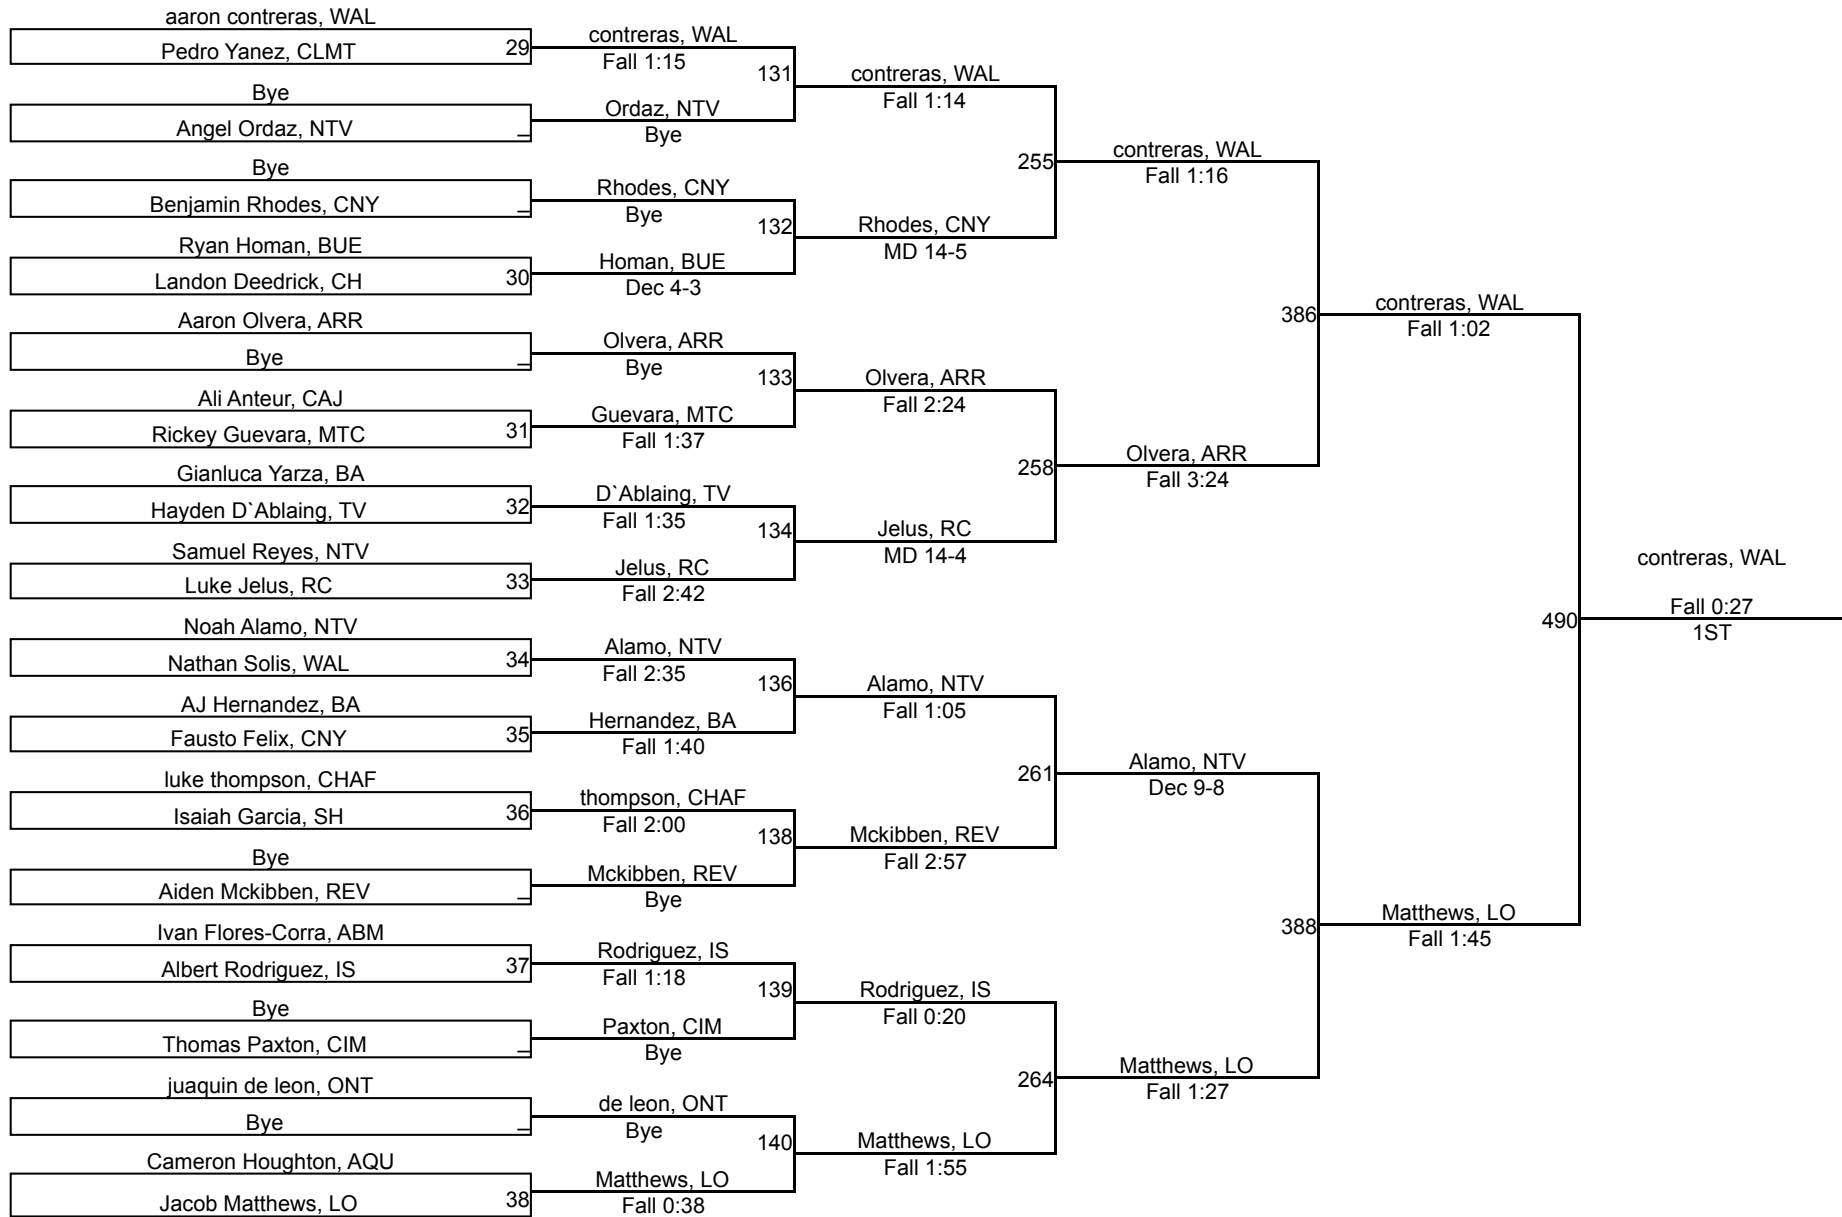 aaron contreras, WAL
Pedro Yanez, CLMT 29
Bye
Angel Ordaz, NTV _
Bye
Benjamin Rhodes, CNY _
Ryan Homan, BUE
Landon Deedrick, CH 30
Aaron Olvera, ARR
Bye _
Ali Anteur, CAJ
Rickey Guevara, MTC 31
Gianluca Yarza, BA
Hayden D`Ablaing, TV 32
Samuel Reyes, NTV
Luke Jelus, RC 33
Noah Alamo, NTV
Nathan Solis, WAL 34
AJ Hernandez, BA
Fausto Felix, CNY 35
luke thompson, CHAF
Isaiah Garcia, SH 36
Bye
Aiden Mckibben, REV _
Ivan Flores-Corra, ABM
Albert Rodriguez, IS 37
Bye
Thomas Paxton, CIM _
juaquin de leon, ONT
Bye _
Cameron Houghton, AQU
Jacob Matthews, LO 38
contreras, WAL
Fall 1:15
131
Ordaz, NTV
Bye
Rhodes, CNY
Bye
132
Homan, BUE
Dec 4-3
Olvera, ARR
Bye
133
Guevara, MTC
Fall 1:37
D`Ablaing, TV
Fall 1:35
134
Jelus, RC
Fall 2:42
Alamo, NTV
Fall 2:35
136
Hernandez, BA
Fall 1:40
thompson, CHAF
Fall 2:00
138
Mckibben, REV
Bye
Rodriguez, IS
Fall 1:18
139
Paxton, CIM
Bye
de leon, ONT
Bye
140
Matthews, LO
Fall 0:38
contreras, WAL
Fall 1:14
255
Rhodes, CNY
MD 14-5
Olvera, ARR
Fall 2:24
258
Jelus, RC
MD 14-4
Alamo, NTV
Fall 1:05
261
Mckibben, REV
Fall 2:57
Rodriguez, IS
Fall 0:20
264
Matthews, LO
Fall 1:55
contreras, WAL
Fall 1:16
386
Olvera, ARR
Fall 3:24
Alamo, NTV
Dec 9-8
388
Matthews, LO
Fall 1:27
contreras, WAL
Fall 1:02
490
Matthews, LO
Fall 1:45
contreras, WAL
Fall 0:27
1ST